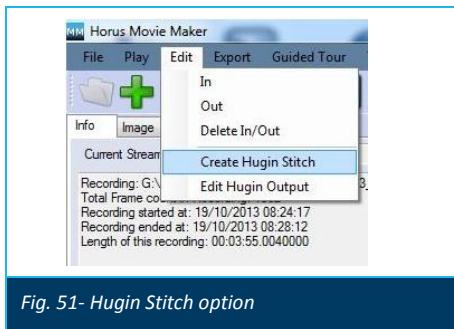 MM Horus Movie Maker
File Play Edit Export Guided Tour
In
Out
Delete In/Out
Create Hugin Stitch
Edit Hugin Output
Info Image
Current Stream
Recording: G:\
Total Frame
Recording started at: 19/10/2013 08:24:17
Recording ended at: 19/10/2013 08:28:12
Length of this recording: 00:03:55.0040000
Fig. 51- Hugin Stitch option